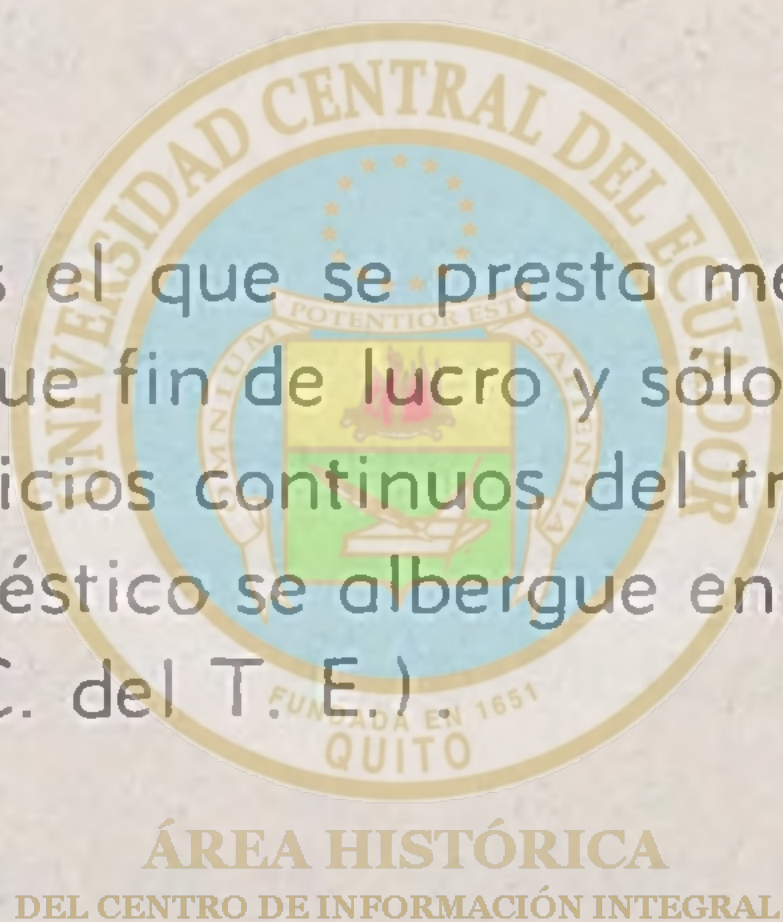 UNIVERSIDAD CENTRAL DEL ECUADOR
s el que se presta me
OMNIUM POTENTIOR EST SAPIENTIA
ue fin de lucro y sólo
icios continuos del tr
éstico se albergue en
C. del T. E.).
FUNDADA EN 1651
QUITO
ÁREA HISTÓRICA
DEL CENTRO DE INFORMACIÓN INTEGRAL